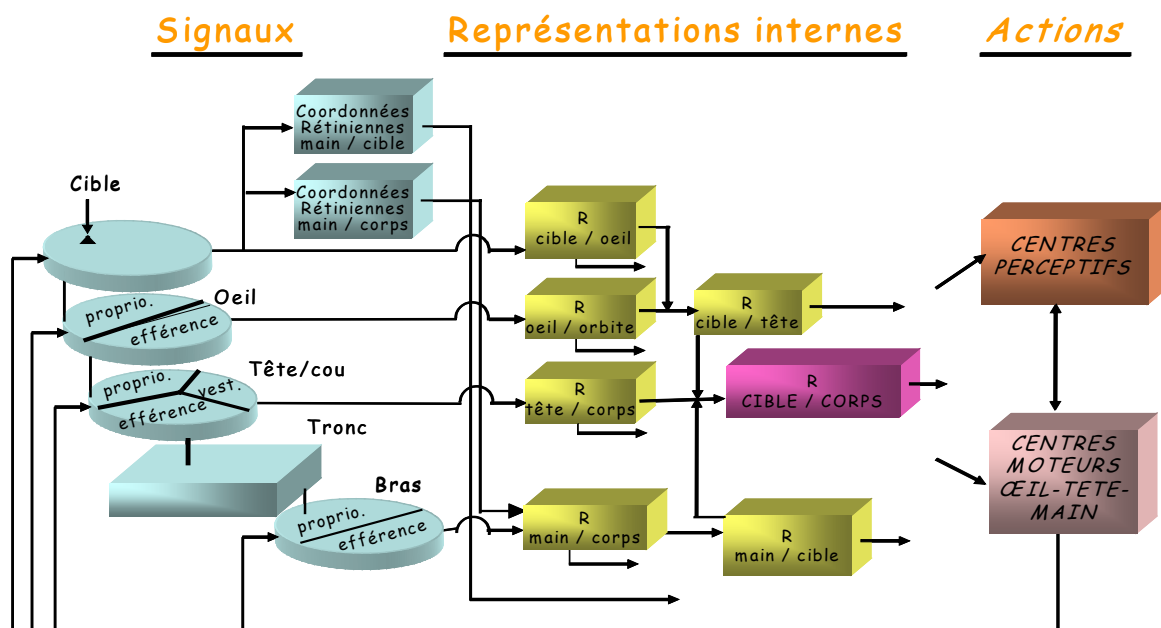 Signaux
Représentations internes
Actions
Coordonnées
Rétiniennes
main / cible
Coordonnées
Rétiniennes
main / corps
Cible
R
cible / oeil
CENTRES
PERCEPTIFS
Oeil
proprio.
efférence
R
oeil / orbite
R
cible / tête
Tête/cou
proprio.
vest.
efférence
R
tête / corps
R
CIBLE / CORPS
Tronc
CENTRES
MOTEURS
ŒIL-TETE-
MAIN
Bras
proprio.
efférence
R
main / corps
R
main / cible